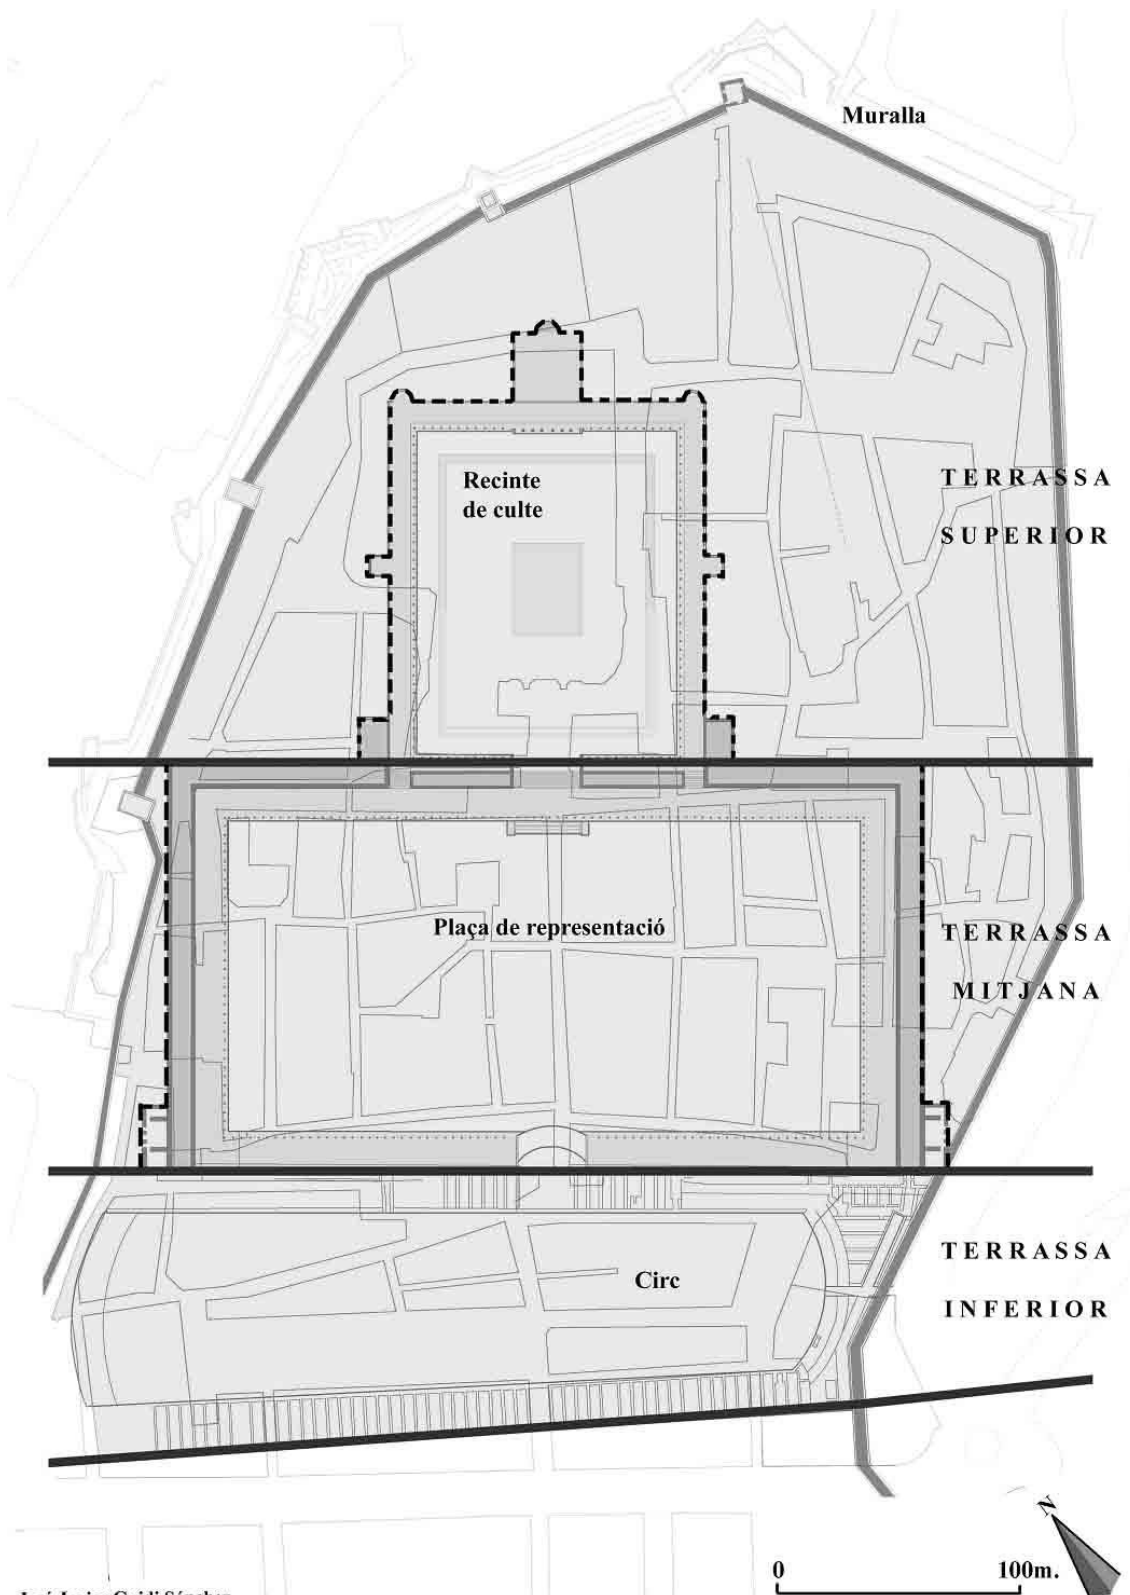 Muralla
Recinte
de culte
TERRASSA
SUPERIOR
Plaça de representació
TERRASSA
MITJANA
Circ
TERRASSA
INFERIOR
N
0 100m.